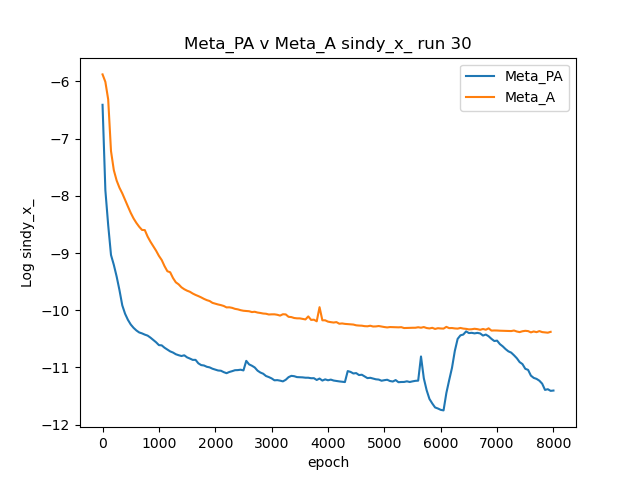 Meta_PA v Meta_A sindy_x_ run 30
Meta_PA
Meta_A
Log sindy_x_
−6
−7
−8
−9
−10
−11
−12
0 1000 2000 3000 4000 5000 6000 7000 8000
epoch